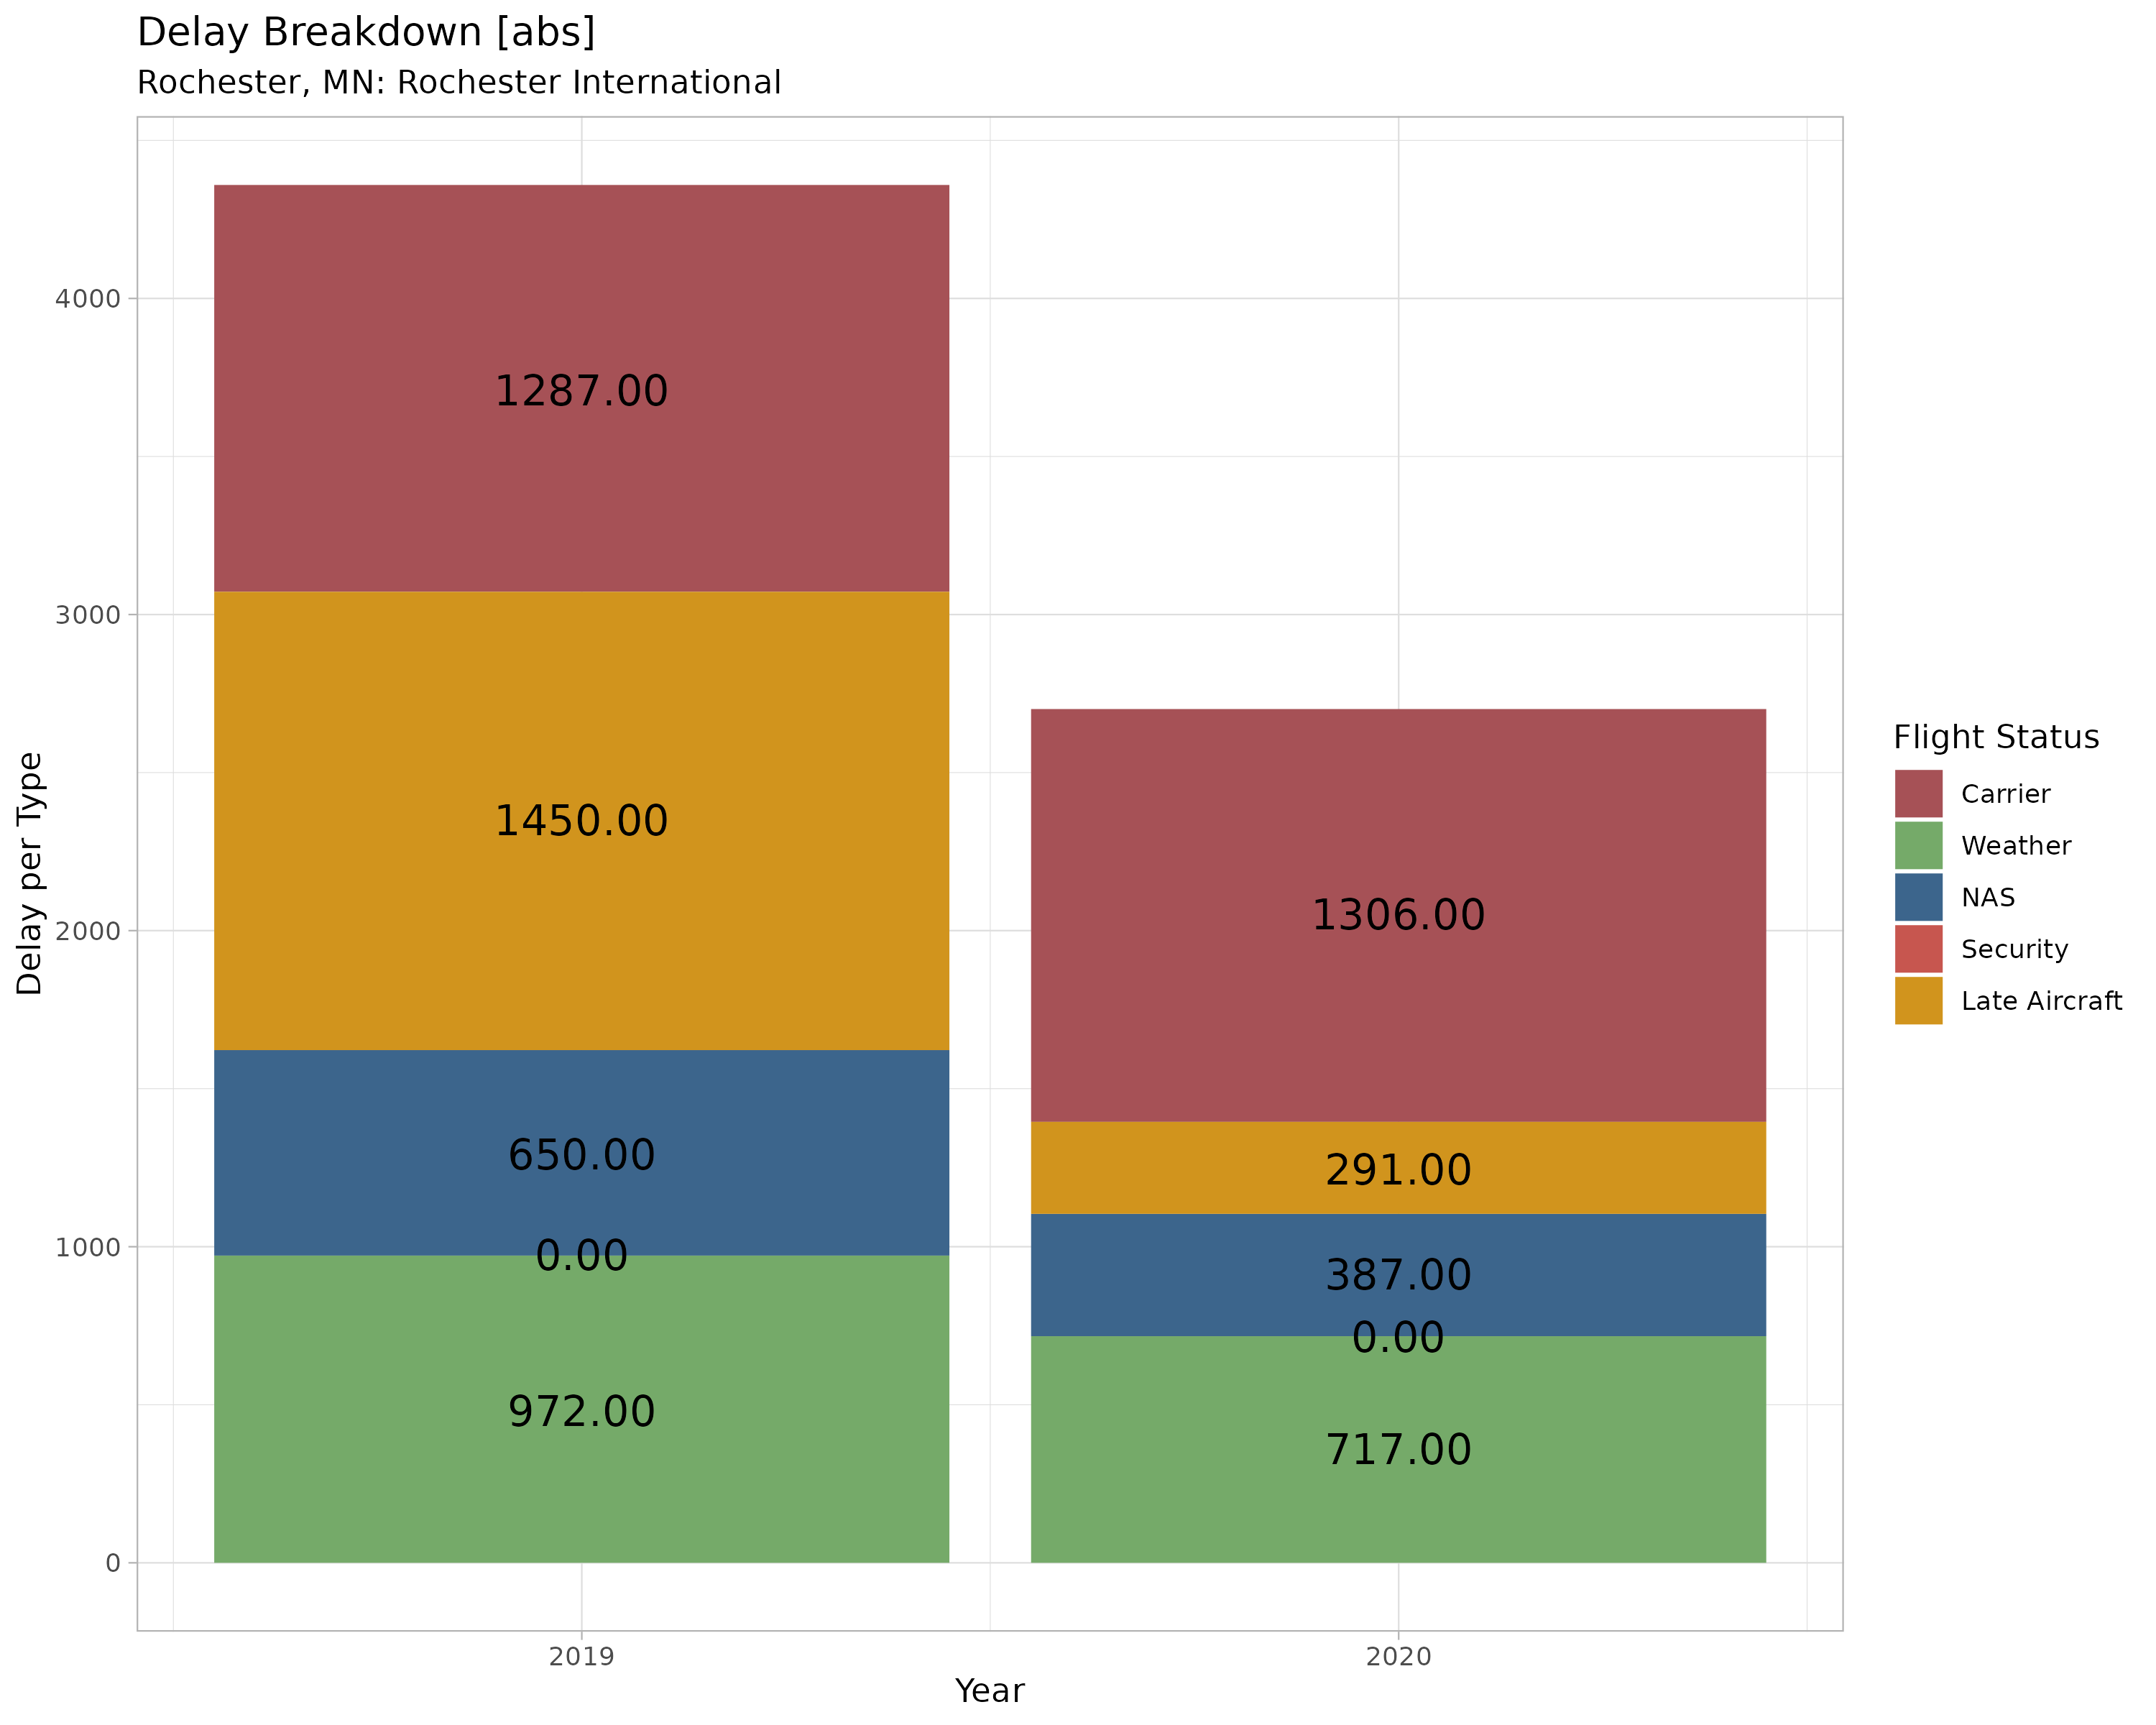 Delay Breakdown [abs]
Rochester, MN: Rochester International
Delay per Type
4000
3000
2000
1000
0
1287.00
1450.00
650.00
0.00
972.00
1306.00
291.00
387.00
0.00
717.00
2019
2020
Year
Flight Status
Carrier
Weather
NAS
Security
Late Aircraft